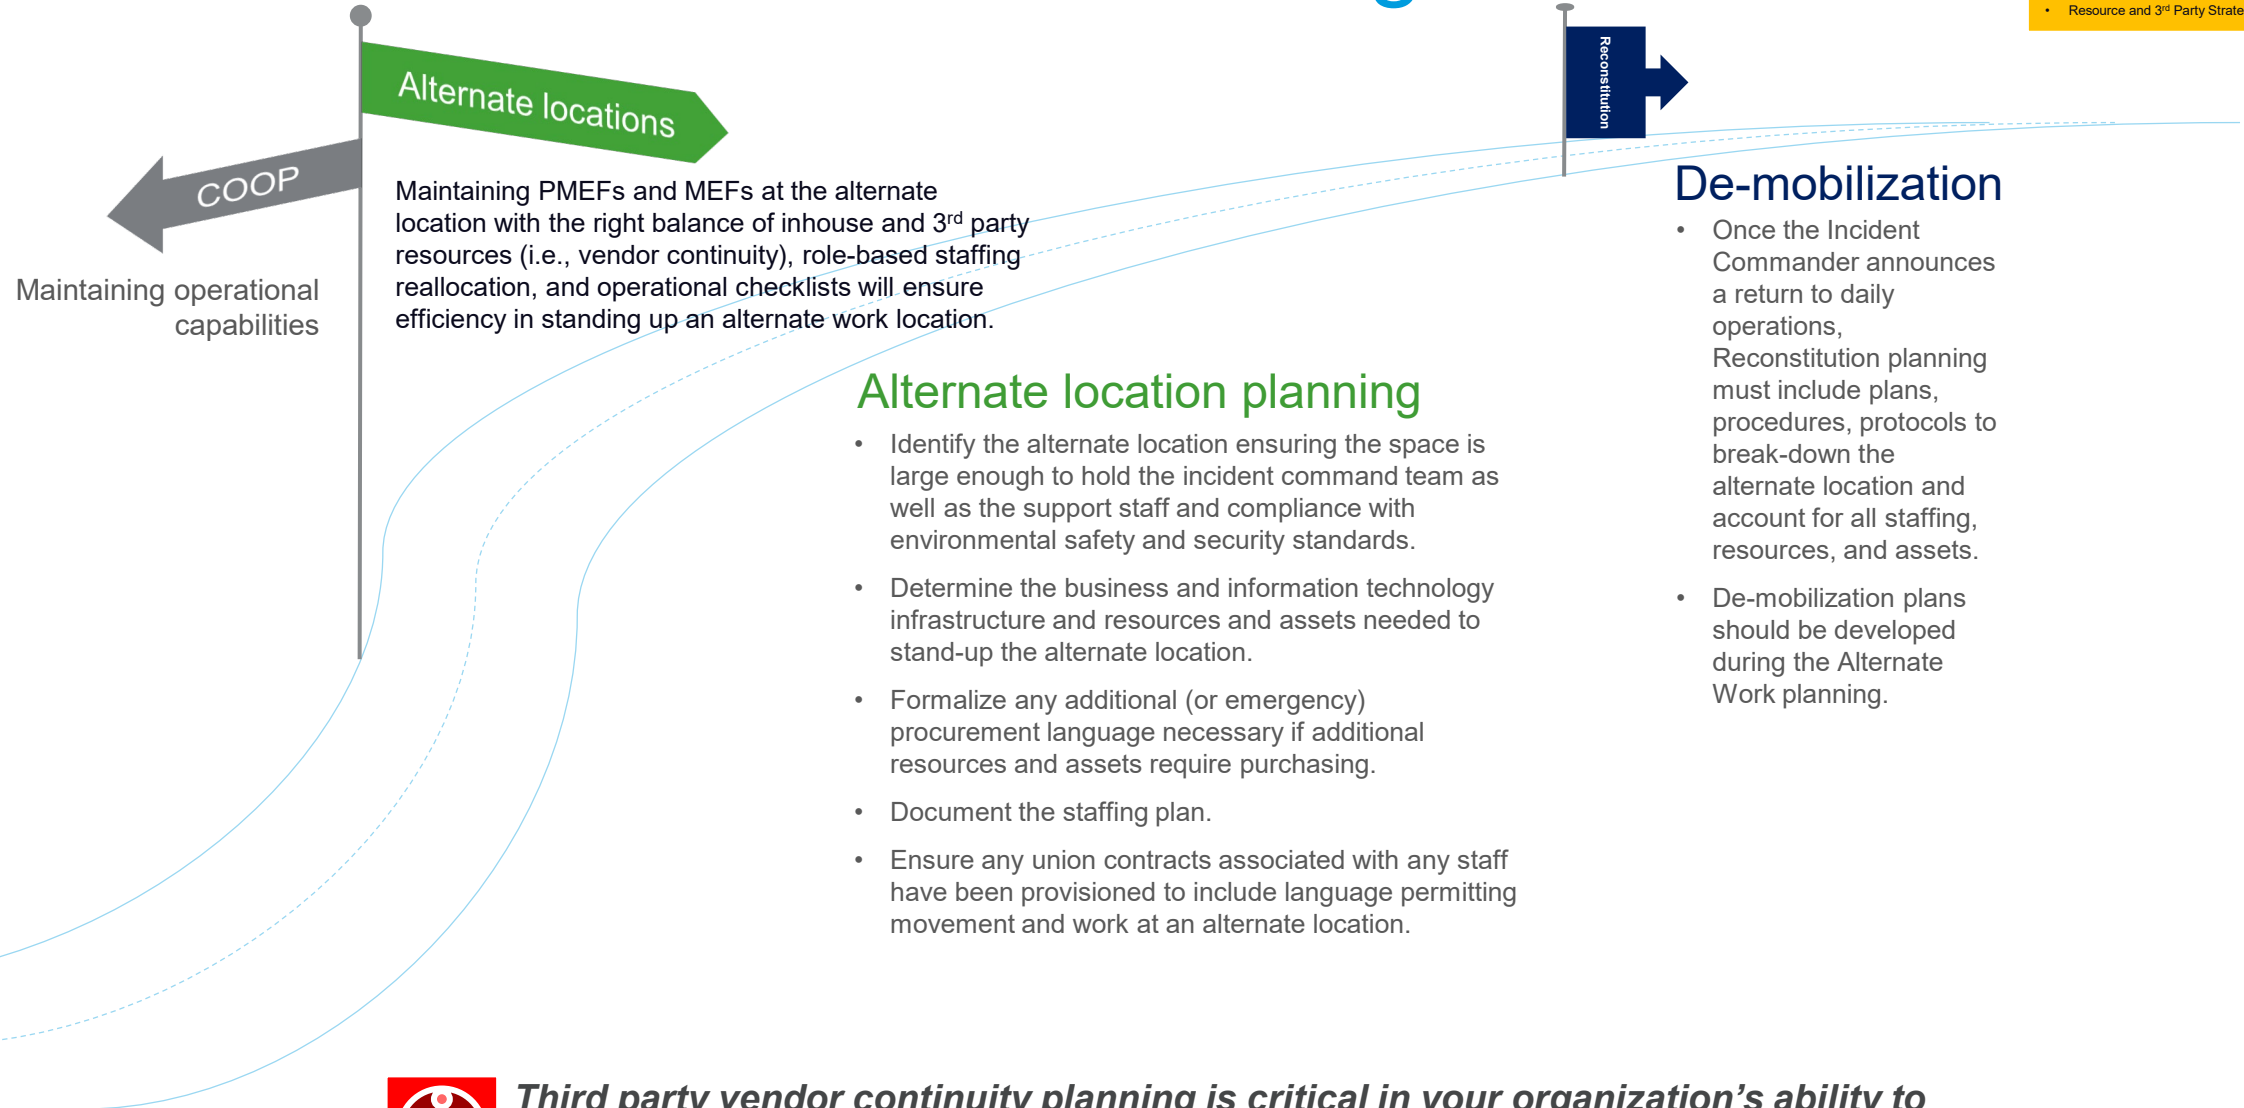 • Resource and 3rd Party Strate
Alternate locations
COOP
Reconstitution
Maintaining PMEFs and MEFs at the alternate
location with the right balance of inhouse and 3rd party
resources (i.e., vendor continuity), role-based staffing
reallocation, and operational checklists will ensure
efficiency in standing up an alternate work location.
Maintaining operational
capabilities
Alternate location planning
• Identify the alternate location ensuring the space is
large enough to hold the incident command team as
well as the support staff and compliance with
environmental safety and security standards.
• Determine the business and information technology
infrastructure and resources and assets needed to
stand-up the alternate location.
• Formalize any additional (or emergency)
procurement language necessary if additional
resources and assets require purchasing.
• Document the staffing plan.
• Ensure any union contracts associated with any staff
have been provisioned to include language permitting
movement and work at an alternate location.
De-mobilization
• Once the Incident
Commander announces
a return to daily
operations,
Reconstitution planning
must include plans,
procedures, protocols to
break-down the
alternate location and
account for all staffing,
resources, and assets.
• De-mobilization plans
should be developed
during the Alternate
Work planning.
Third party vendor continuity planning is critical in your organization's ability to